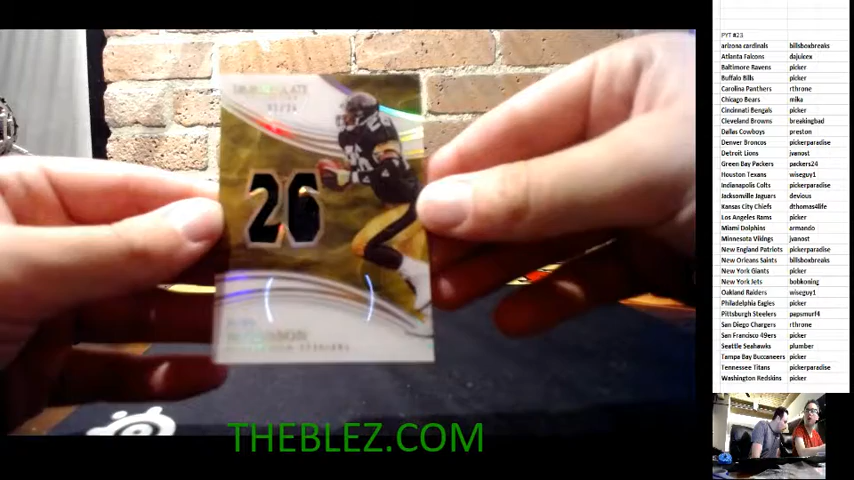 IMMACULATE
26
THEBLEZ.COM
PYT #23
arizona cardinals billsboxbreaks
Atlanta Falcons dajuicex
Baltimore Ravens picker
Buffalo Bills picker
Carolina Panthers rthrone
Chicago Bears mika
Cincinnati Bengals picker
Cleveland Browns breakingbad
Dallas Cowboys preston
Denver Broncos pickerparadise
Detroit Lions jvanost
Green Bay Packers packers24
Houston Texans wiseguy1
Indianapolis Colts pickerparadise
Jacksonville Jaguars devious
Kansas City Chiefs dthomas4life
Los Angeles Rams picker
Miami Dolphins armando
Minnesota Vikings jvanost
New England Patriots pickerparadise
New Orleans Saints billsboxbreaks
New York Giants picker
New York Jets bobkoning
Oakland Raiders wiseguy1
Philadelphia Eagles picker
Pittsburgh Steelers papsmurf4
San Diego Chargers rthrone
San Francisco 49ers picker
Seattle Seahawks plumber
Tampa Bay Buccaneers picker
Tennessee Titans pickerparadise
Washington Redskins picker